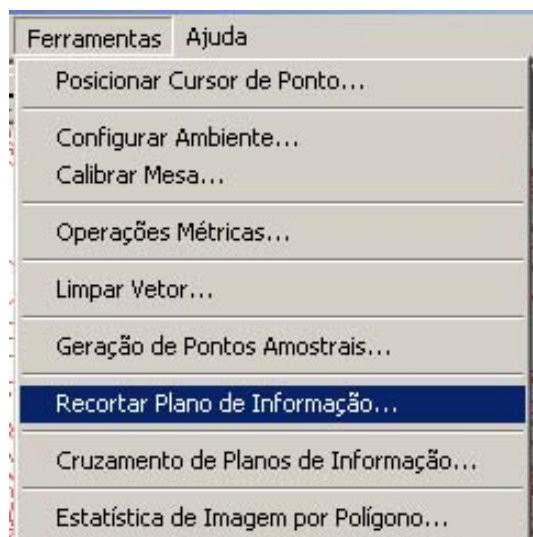 Ferramentas Ajuda
Posicionar Cursor de Ponto...
Configurar Ambiente...
Calibrar Mesa...
Operações Métricas...
Limpar Vetor...
Geração de Pontos Amostrais...
Recortar Plano de Informação...
Cruzamento de Planos de Informação...
Estatística de Imagem por Polígono...